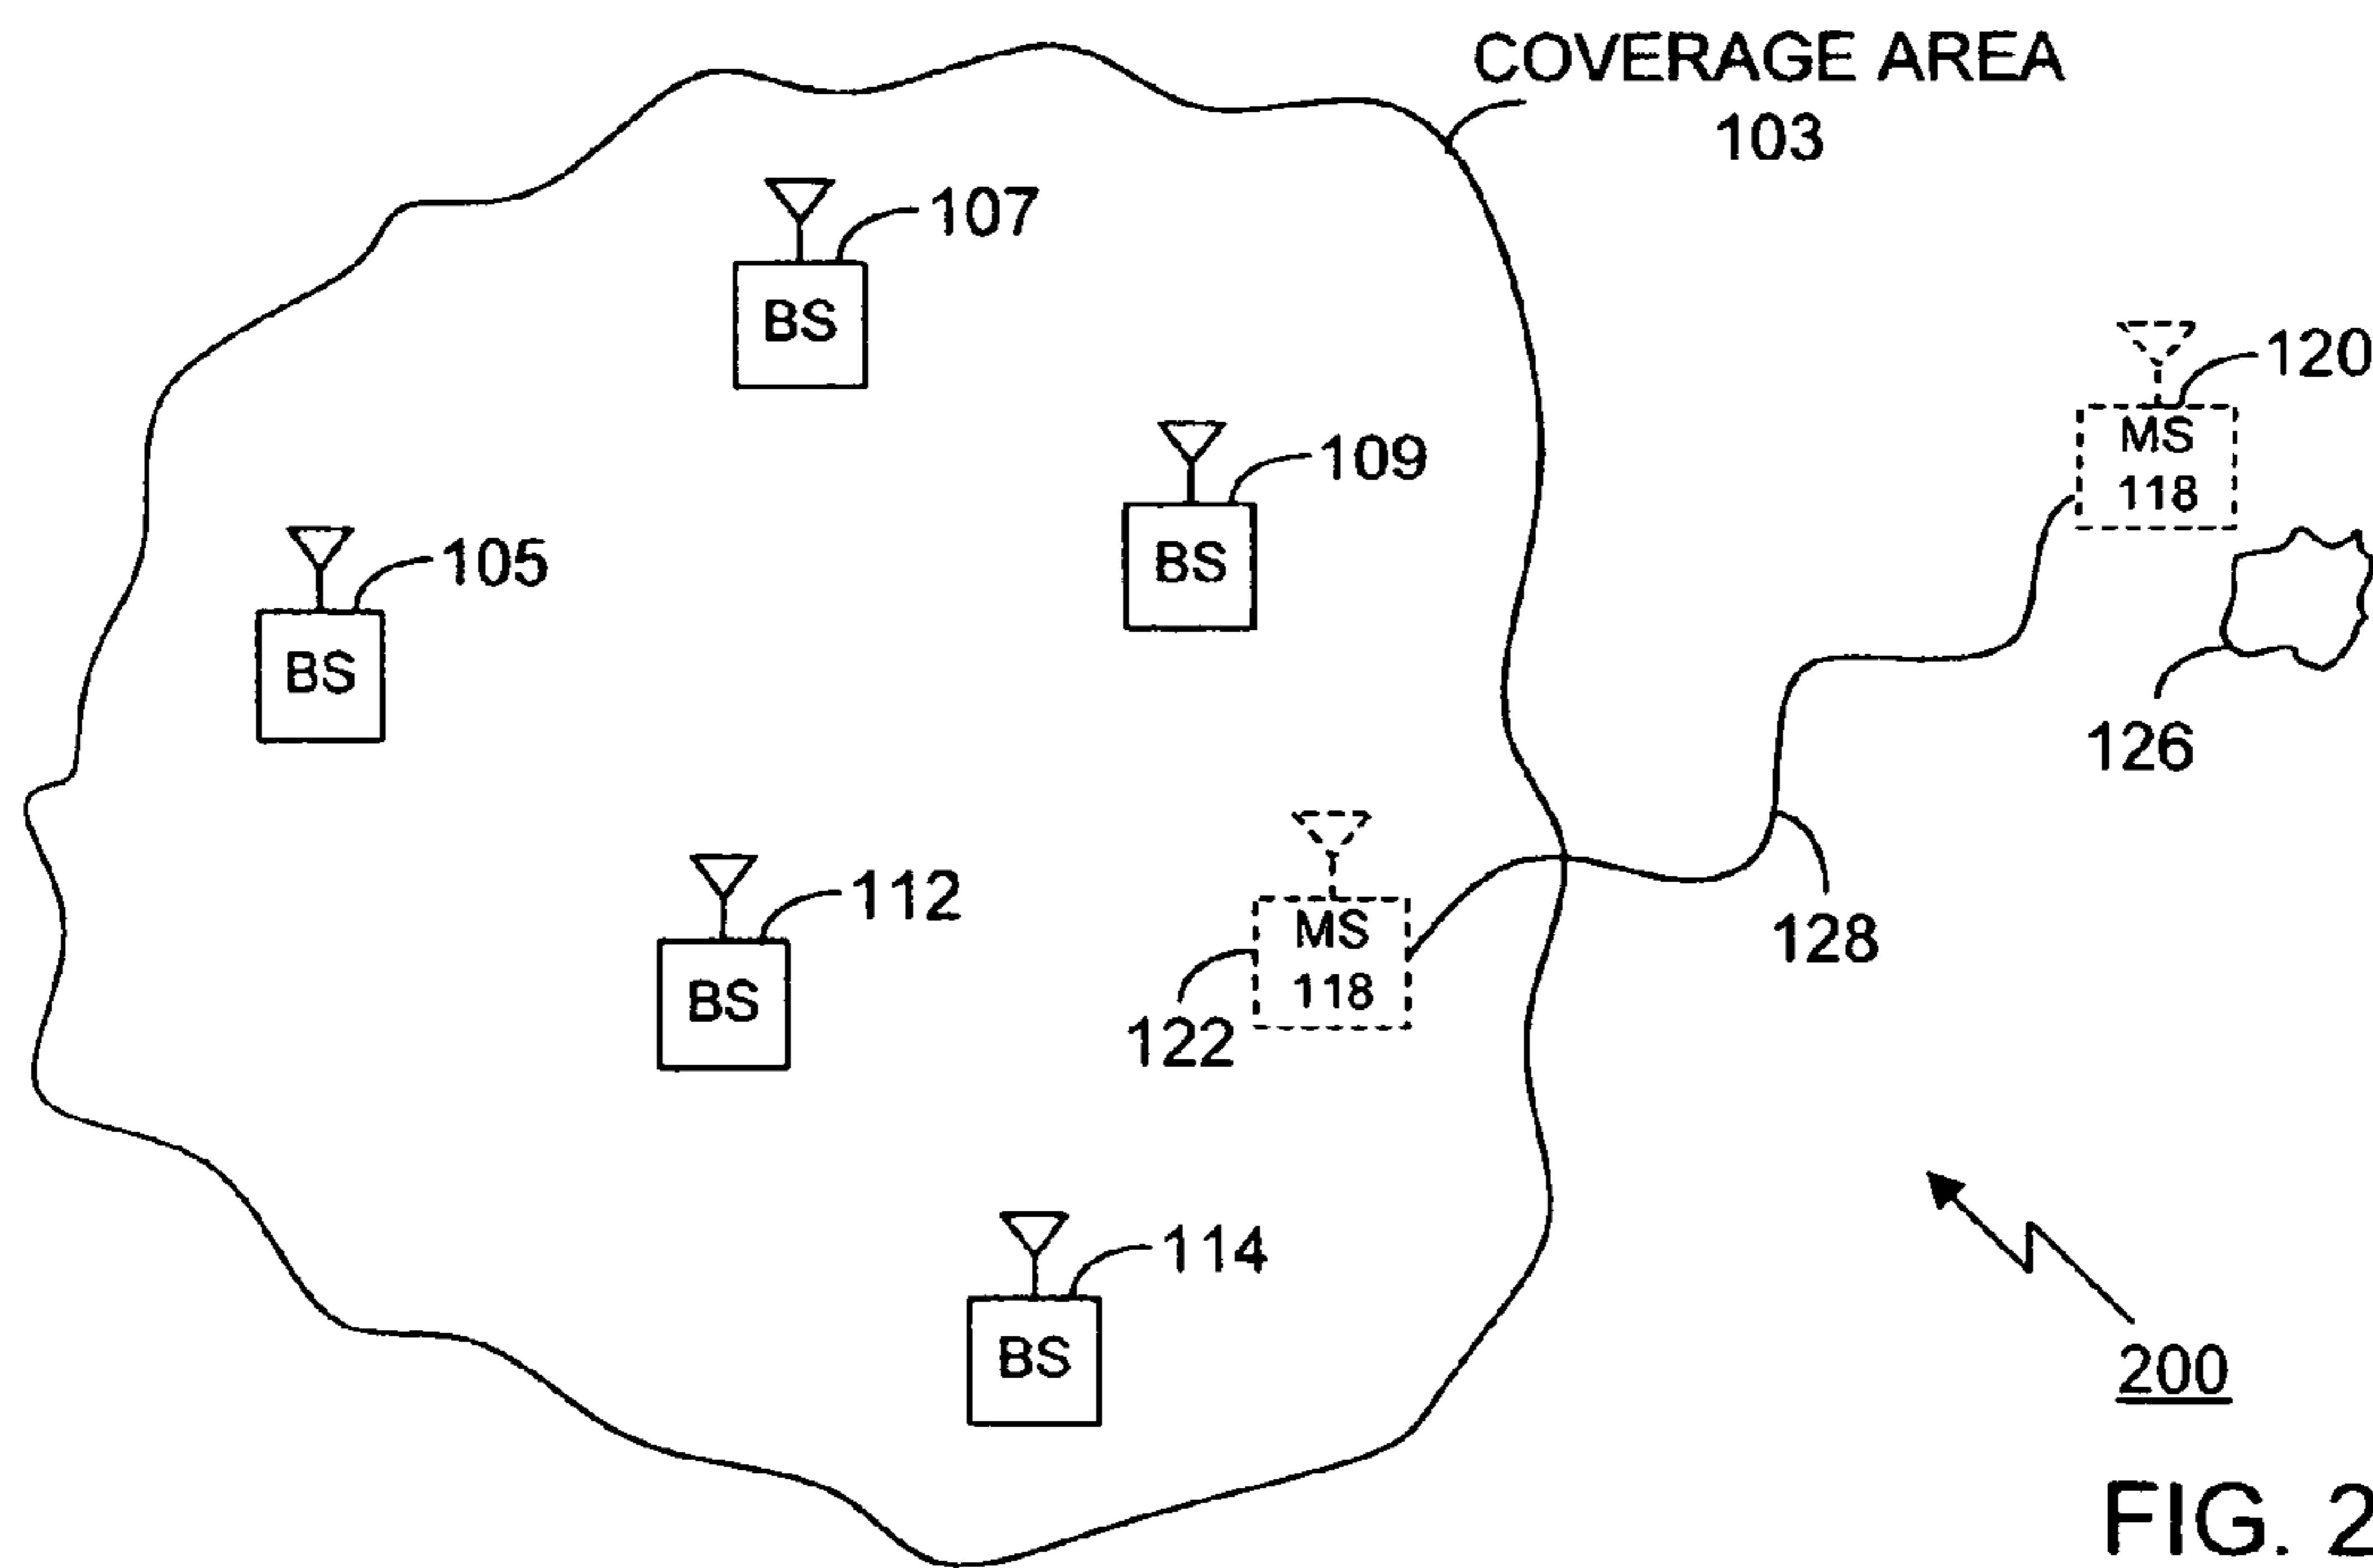 COVERAGE AREA
103
107
BS
120
MS
118
109
BS
105
BS
126
112
BS
MS
118
122
128
114
BS
200
FIG. 2